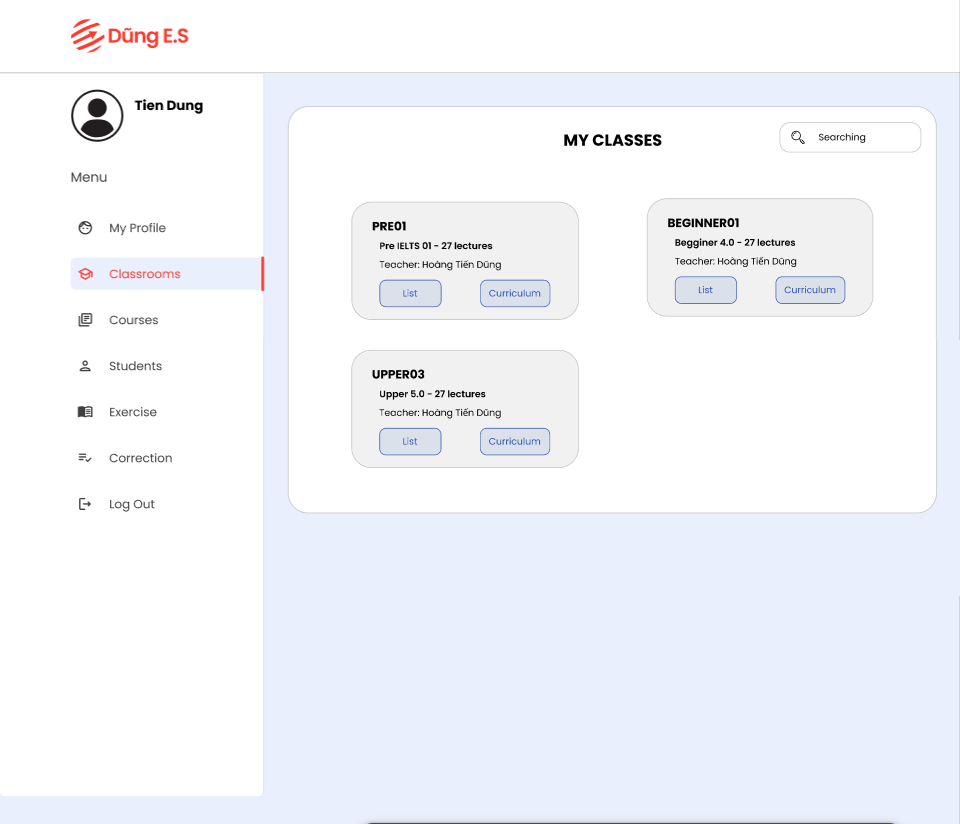 Dũng E.S
Tien Dung
Menu
My Profile
Classrooms
Courses
Students
Exercise
Correction
Log Out
MY CLASSES
Searching
PRE01
Pre IELTS 01 - 27 lectures
Teacher: Hoàng Tiến Dũng
List
Curriculum
BEGINNER01
Begginer 4.0 - 27 lectures
Teacher: Hoàng Tiến Dũng
List
Curriculum
UPPER03
Upper 5.0 - 27 lectures
Teacher: Hoàng Tiến Dũng
List
Curriculum